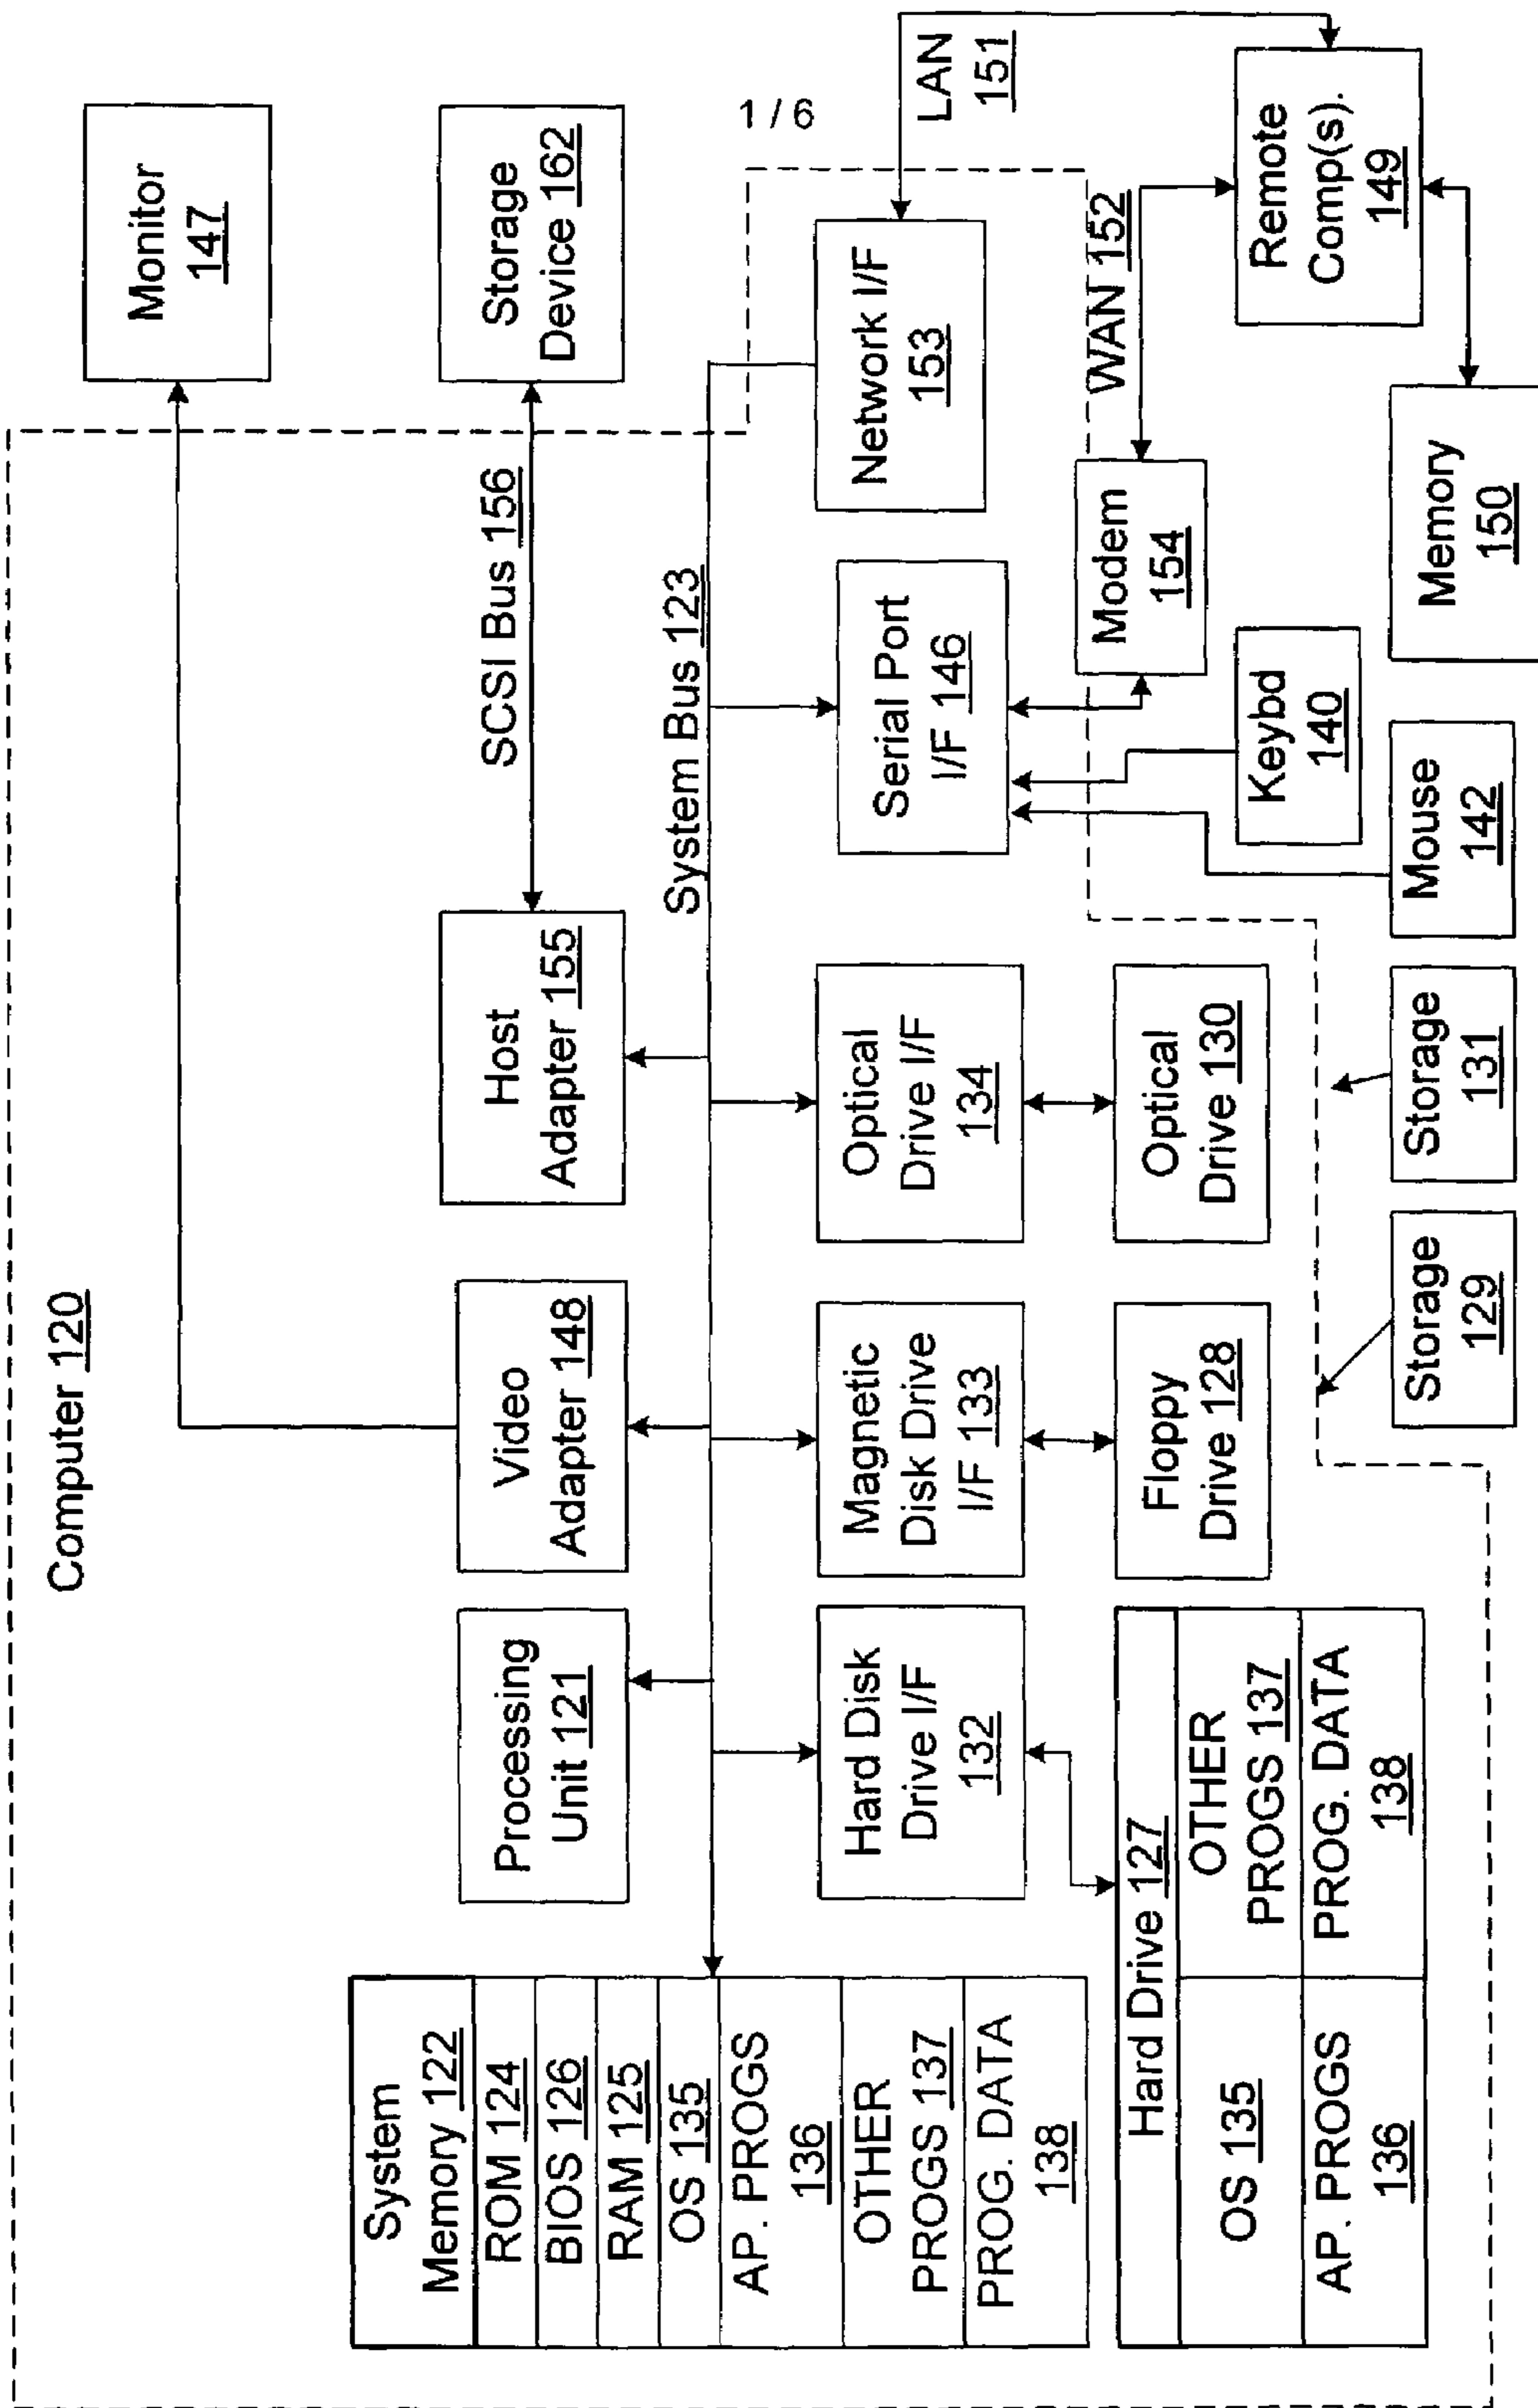 1 / 6
Computer 120
System
Memory 122
ROM 124
BIOS 126
RAM 125
OS 135
AP. PROGS
136
OTHER
PROGS 137
PROG. DATA
138
Processing
Unit 121
Video
Adapter 148
Host
Adapter 155
SCSI Bus 156
Monitor
147
Storage
Device 162
System Bus 123
Hard Disk
Drive I/F
132
Magnetic
Disk Drive
I/F 133
Optical
Drive I/F
134
Serial Port
I/F 146
Network I/F
153
LAN
151
Hard Drive 127
OS 135
OTHER
PROGS 137
AP. PROGS
136
PROG. DATA
138
Floppy
Drive 128
Optical
Drive 130
Modem
154
WAN 152
Keybd
140
Remote
Comp(s).
149
Storage
129
Storage
131
Mouse
142
Memory
150